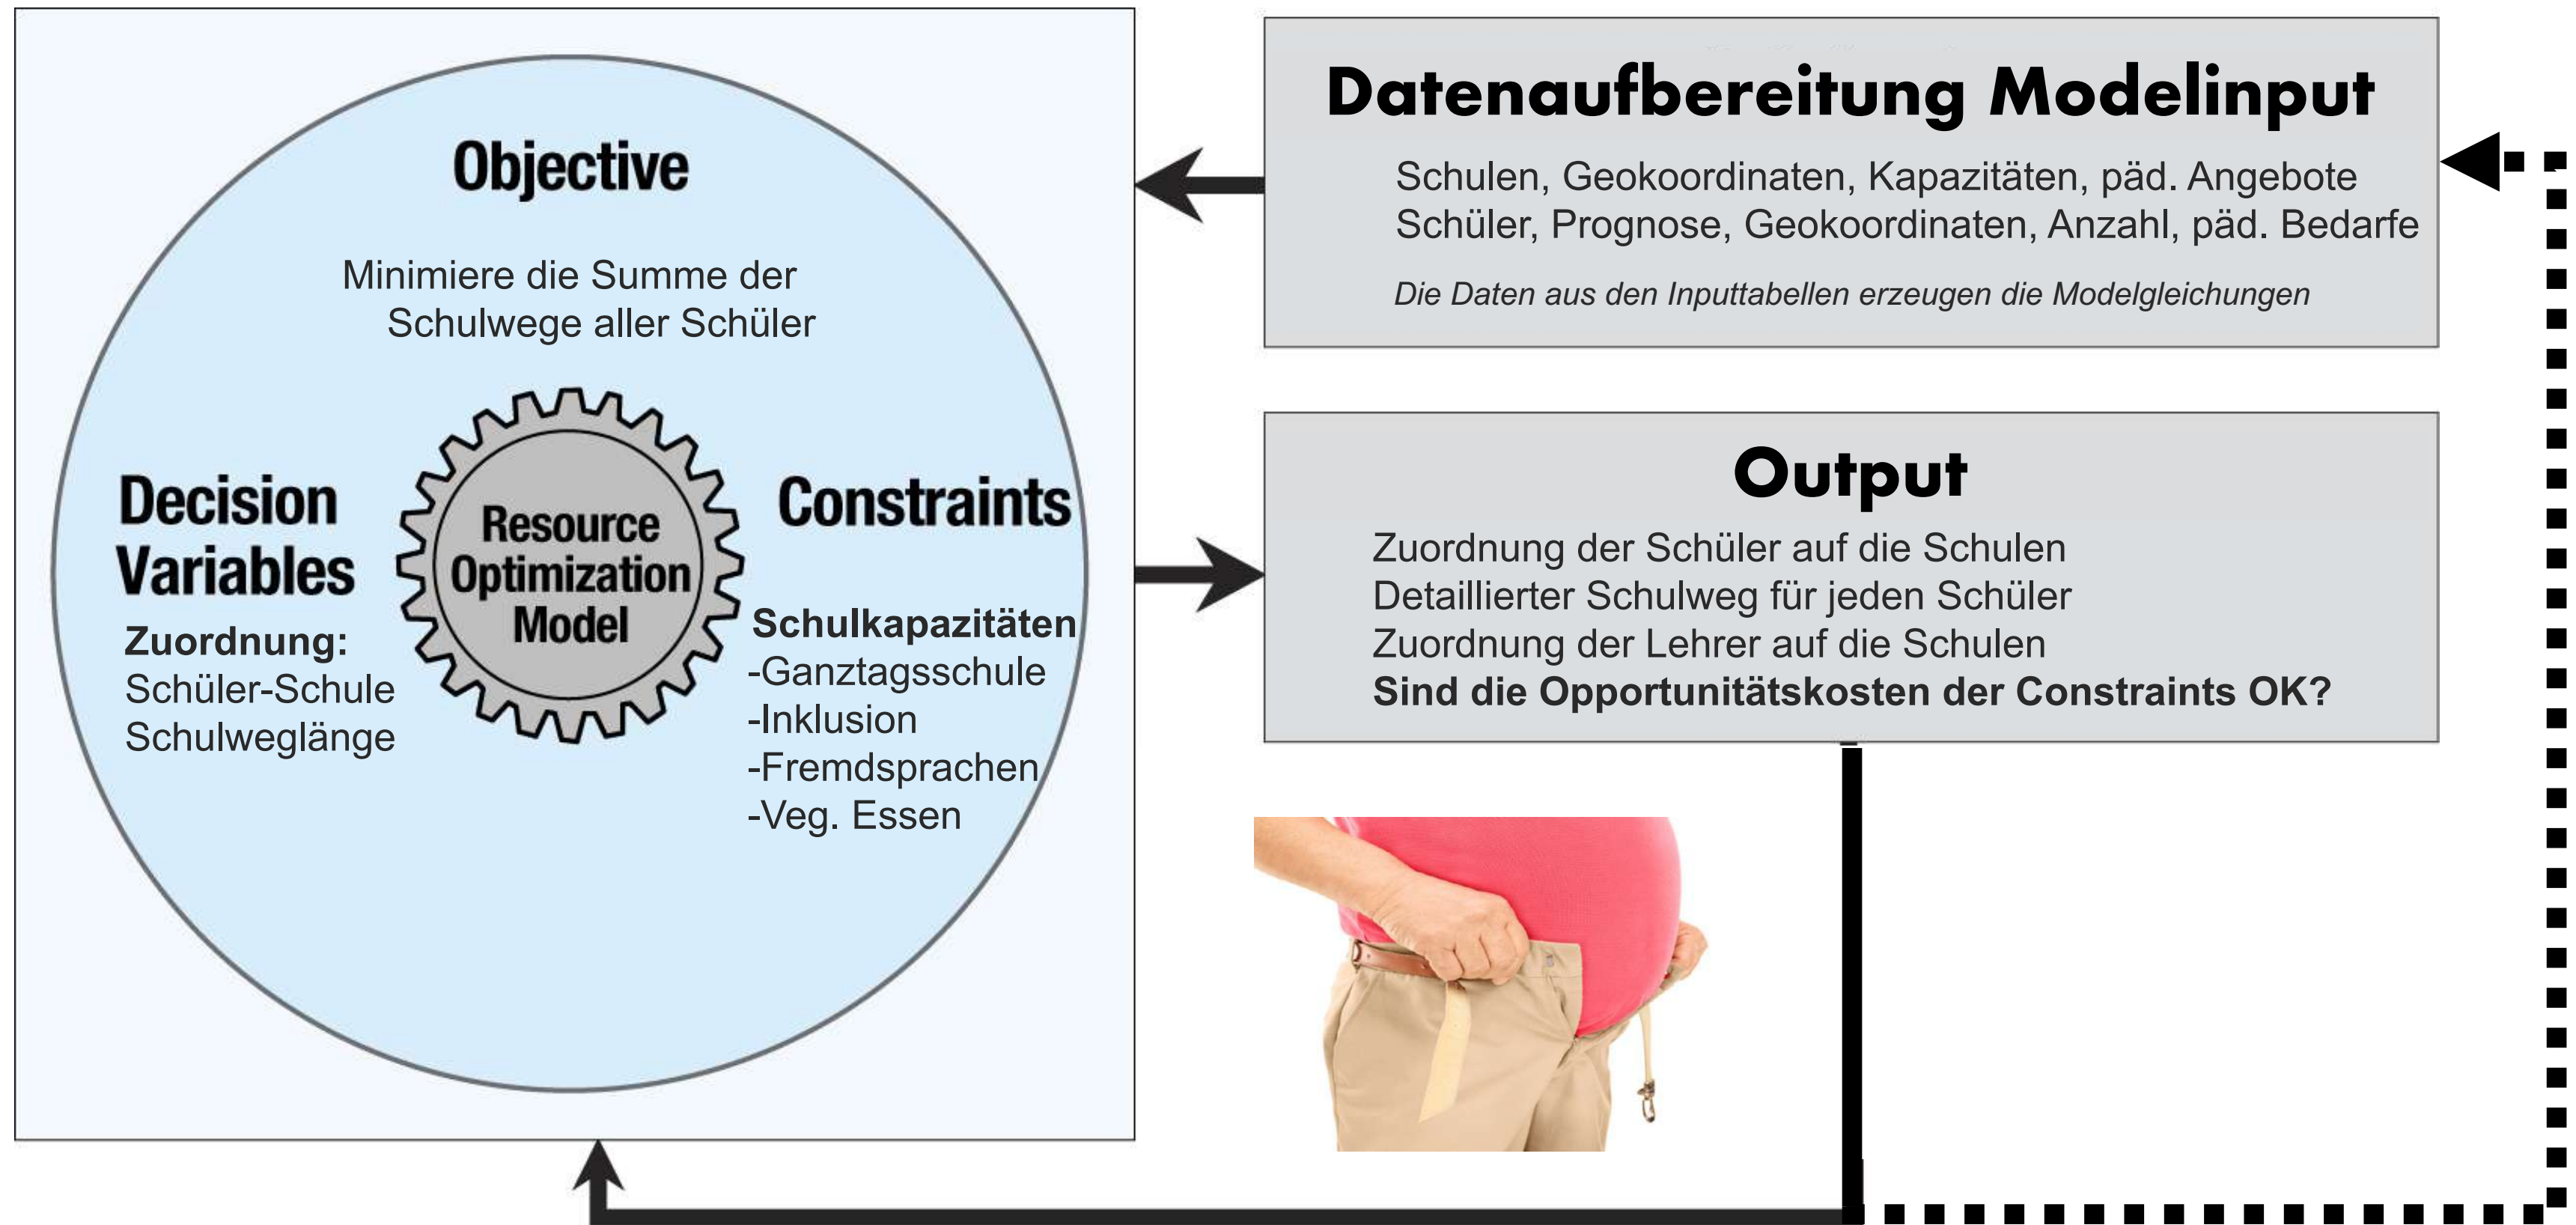 Objective
Minimiere die Summe der
Schulwege aller Schüler
Decision
Variables
Zuordnung:
Schüler-Schule
Schulweglänge
Resource
Optimization
Model
Constraints
Schulkapazitäten
-Ganztagsschule
-Inklusion
-Fremdsprachen
-Veg. Essen
Datenaufbereitung Modelinput
Schulen, Geokoordinaten, Kapazitäten, päd. Angebote
Schüler, Prognose, Geokoordinaten, Anzahl, päd. Bedarfe
Die Daten aus den Inputtabellen erzeugen die Modelgleichungen
Output
Zuordnung der Schüler auf die Schulen
Detaillierter Schulweg für jeden Schüler
Zuordnung der Lehrer auf die Schulen
Sind die Opportunitätskosten der Constraints OK?